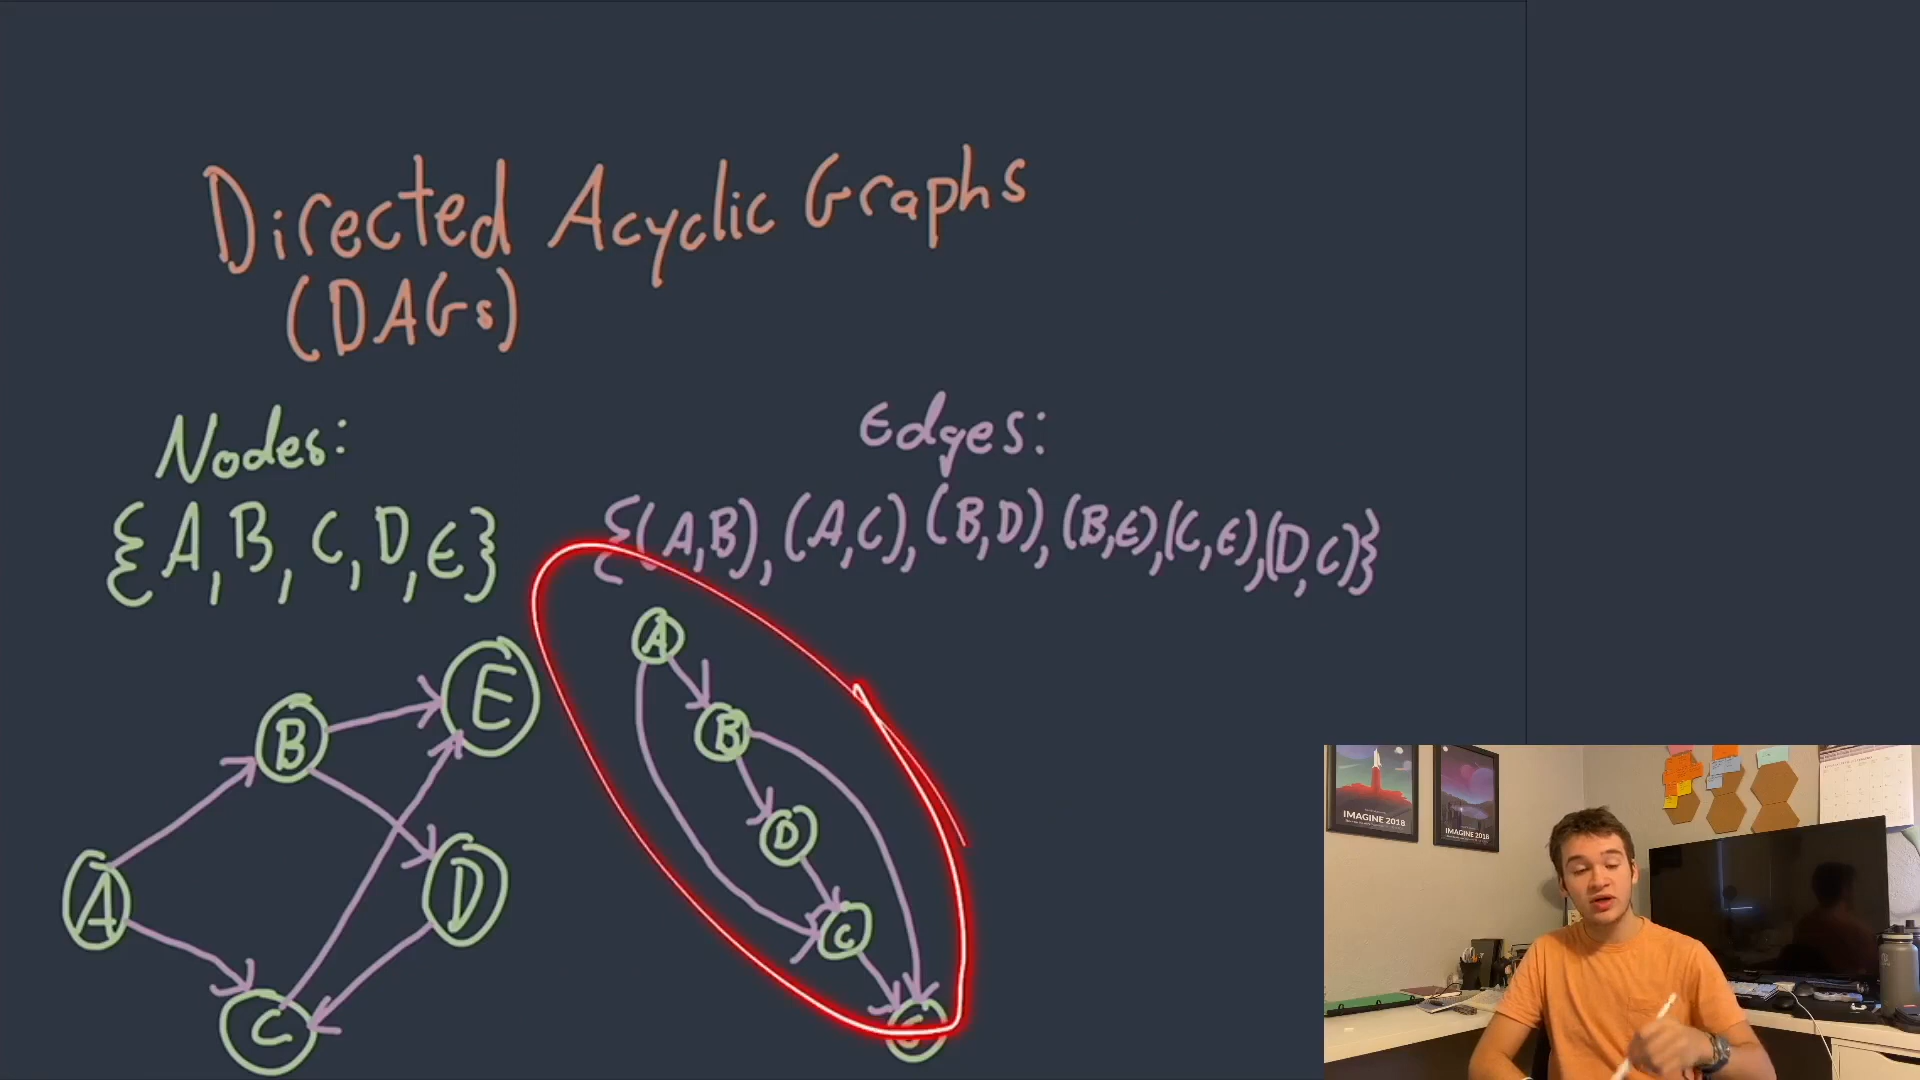 Directed Acyclic Graphs
(DAGs)
Nodes:
{A, B, C, D, E}
Edges:
{(A,B), (A,C), (B,D), (B,E), (C,E), (D,C)}
A
B
E
D
C
A
B
D
C
IMAGINE 2018
IMAGINE 2018